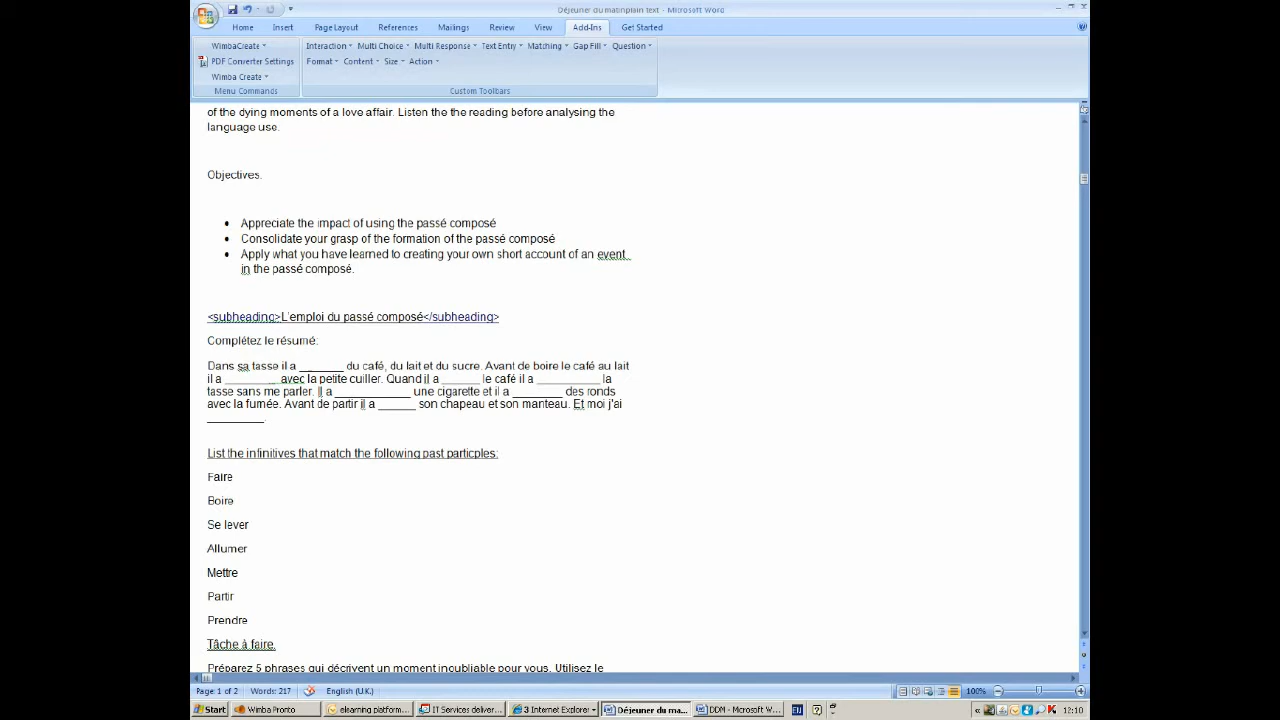 Déjeuner du matinplain text - Microsoft Word
Home Insert Page Layout References Mailings Review View Add-Ins Get Started
WimbaCreate Interaction Multi Choice Multi Response Text Entry Matching Gap Fill Question
PDF Converter Settings Format Content Size Action
Wimba Create
Menu Commands Custom Toolbars
of the dying moments of a love affair. Listen the the reading before analysing the
language use.
Objectives.
• Appreciate the impact of using the passé composé
• Consolidate your grasp of the formation of the passé composé
• Apply what you have learned to creating your own short account of an event,
in the passé composé.
<subheading>L'emploi du passé composé</subheading>
Complétez le résumé:
Dans sa tasse il a _______ du café, du lait et du sucre. Avant de boire le café au lait
il a ________ avec la petite cuiller. Quand il a ______ le café il a __________ la
tasse sans me parler. Il a ____________ une cigarette et il a ________ des ronds
avec la fumée. Avant de partir il a ______ son chapeau et son manteau. Et moi j'ai
_________
List the infinitives that match the following past particples:
Faire
Boire
Se lever
Allumer
Mettre
Partir
Prendre
Tâche à faire.
Préparez 5 phrases qui décrivent un moment inoubliable pour vous. Utilisez le
Page: 1 of 2 Words: 217 English (U.K.) 100%
Start Wimba Pronto elearning platform... IT Services deliver... 3 Internet Explorer Déjeuner du ma... DDM - Microsoft W... EN 12:10